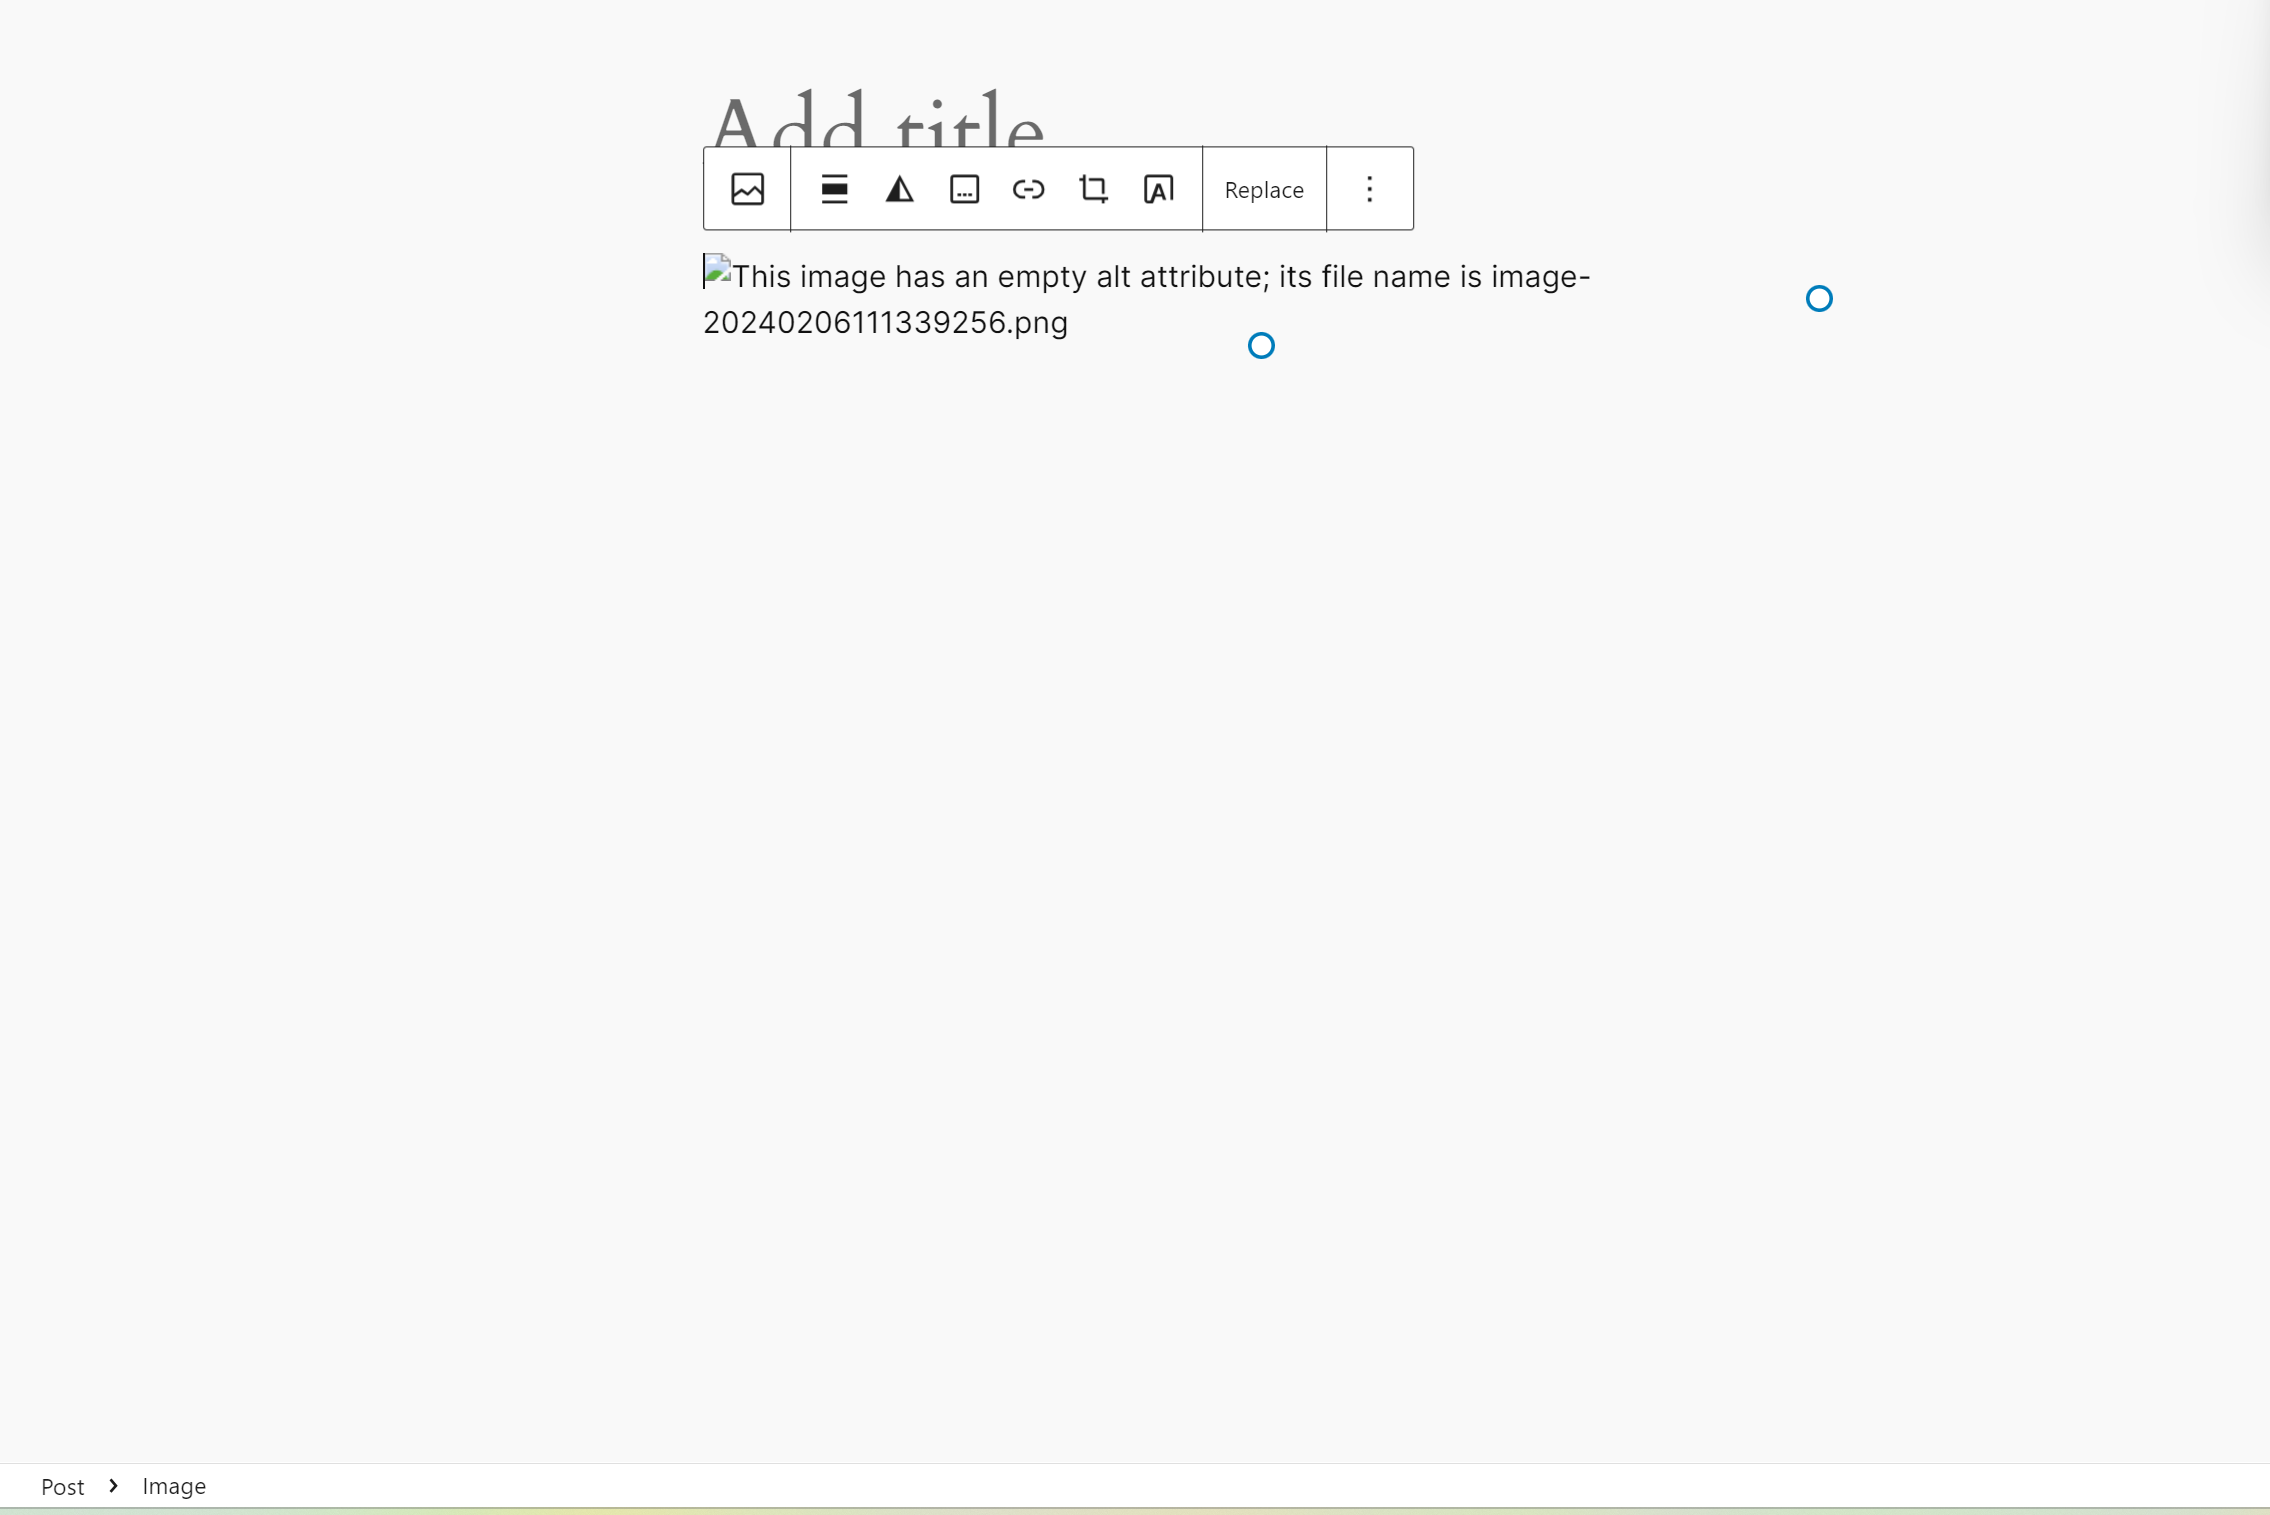 Add title
Replace
This image has an empty alt attribute; its file name is image-
20240206111339256.png
Post
Image